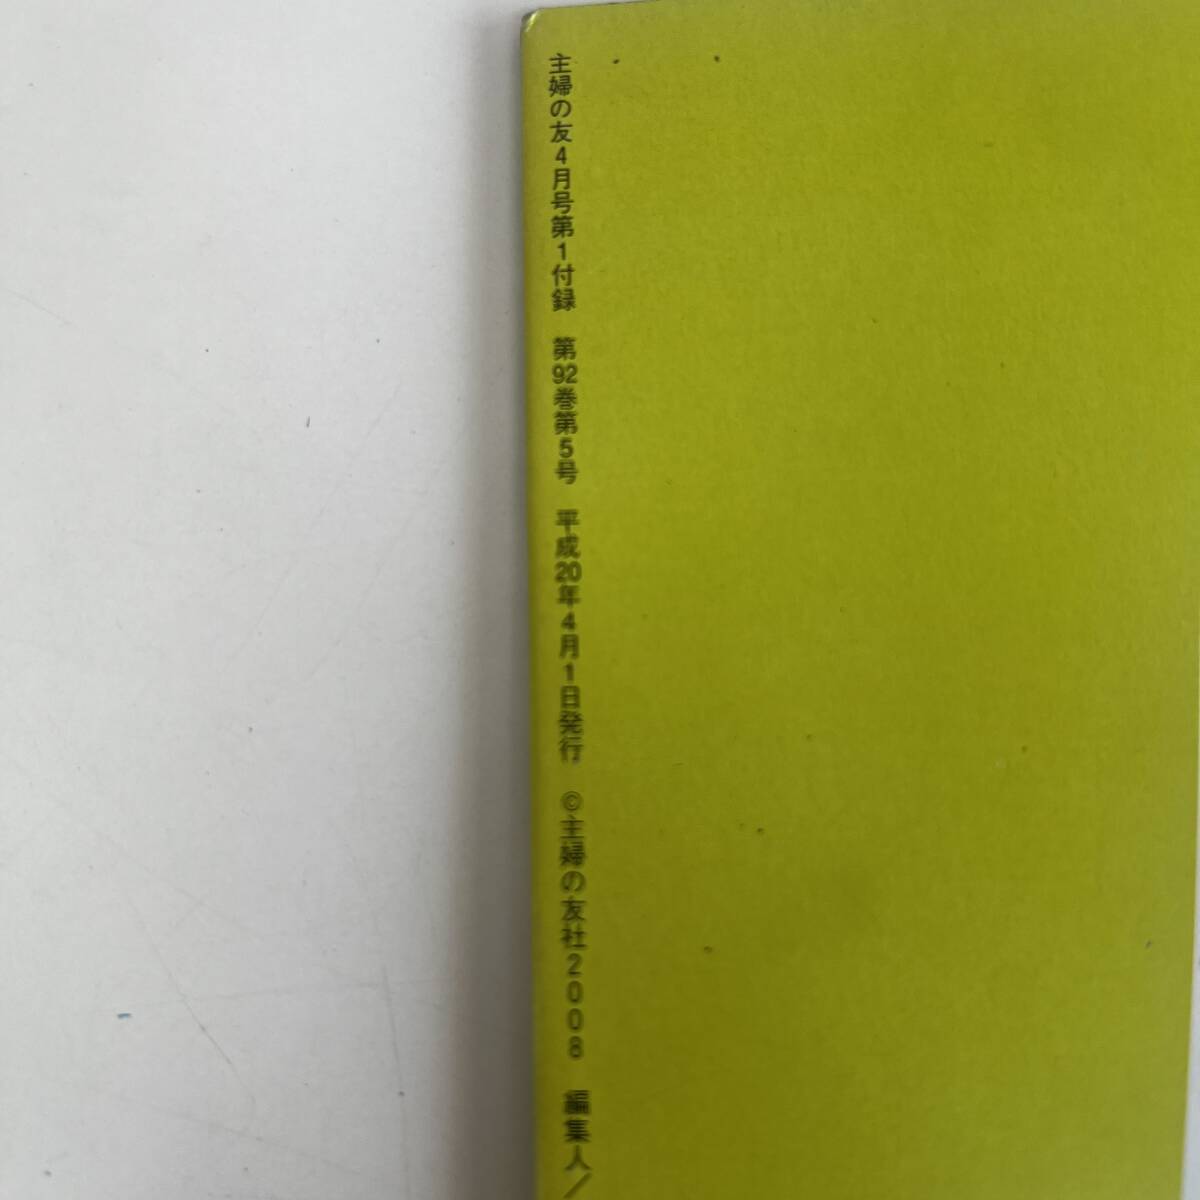 主婦の友4月号第1付録　第92巻第5号　平成20年4月1日発行　©主婦の友社2008　編集人／